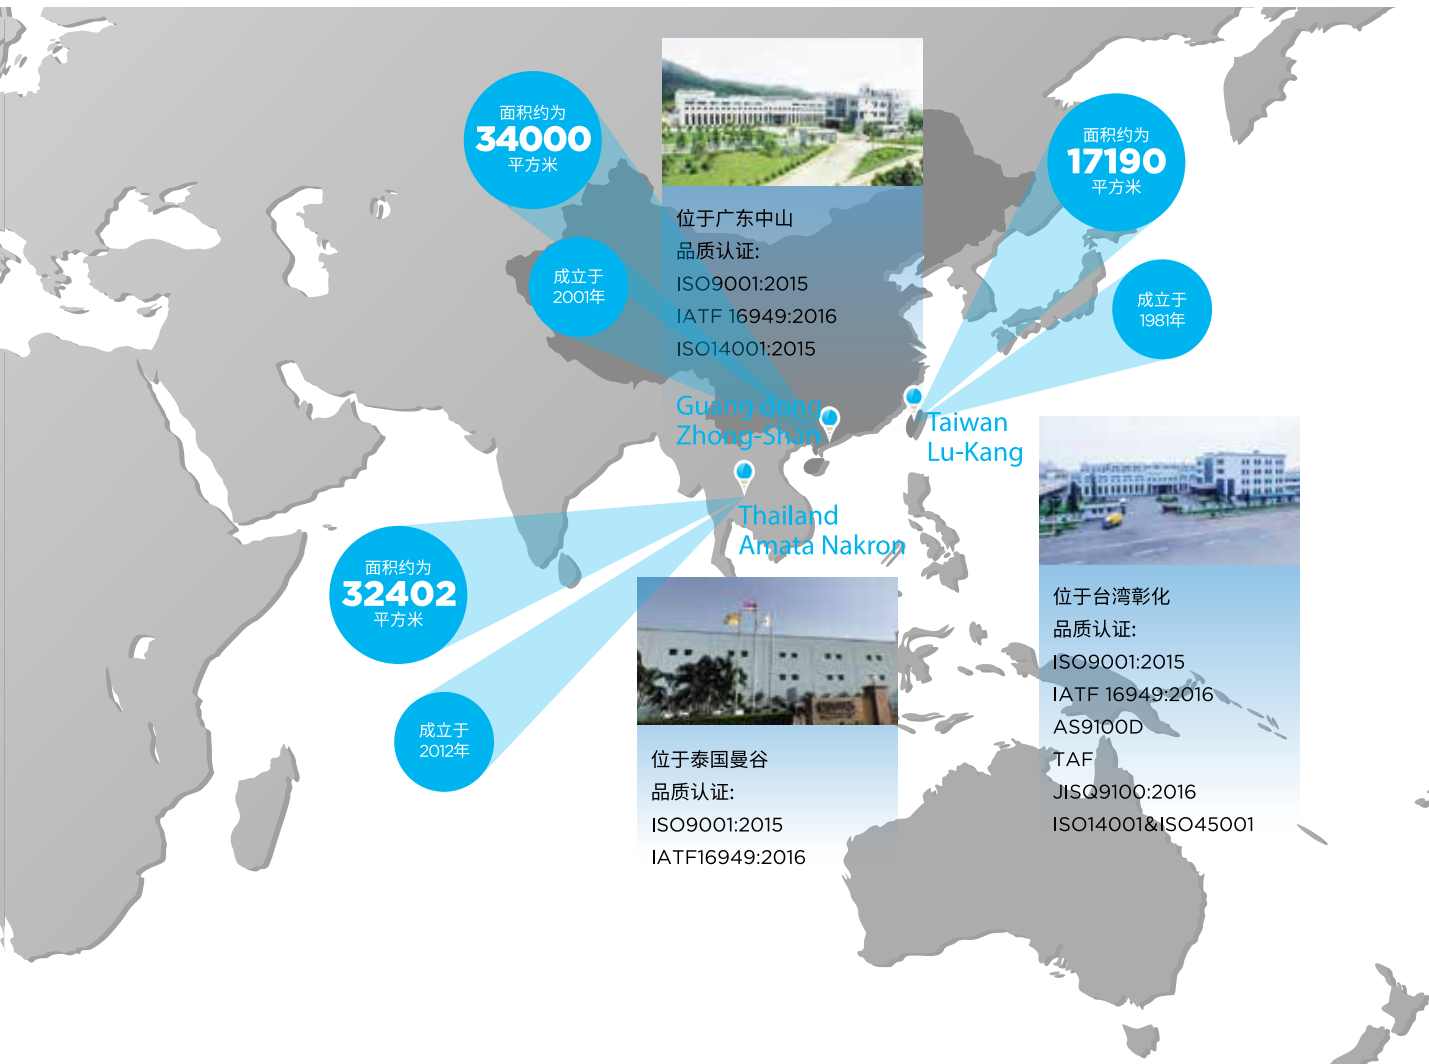 面积约为
34000
平方米
成立于
2001年
位于广东中山
品质认证:
ISO9001:2015
IATF 16949:2016
ISO14001:2015
Guang-dong
Zhong-Shan
面积约为
17190
平方米
成立于
1981年
Taiwan
Lu-Kang
位于台湾彰化
品质认证:
ISO9001:2015
IATF 16949:2016
AS9100D
TAF
JISQ9100:2016
ISO14001&ISO45001
Thailand
Amata Nakron
面积约为
32402
平方米
成立于
2012年
位于泰国曼谷
品质认证:
ISO9001:2015
IATF16949:2016